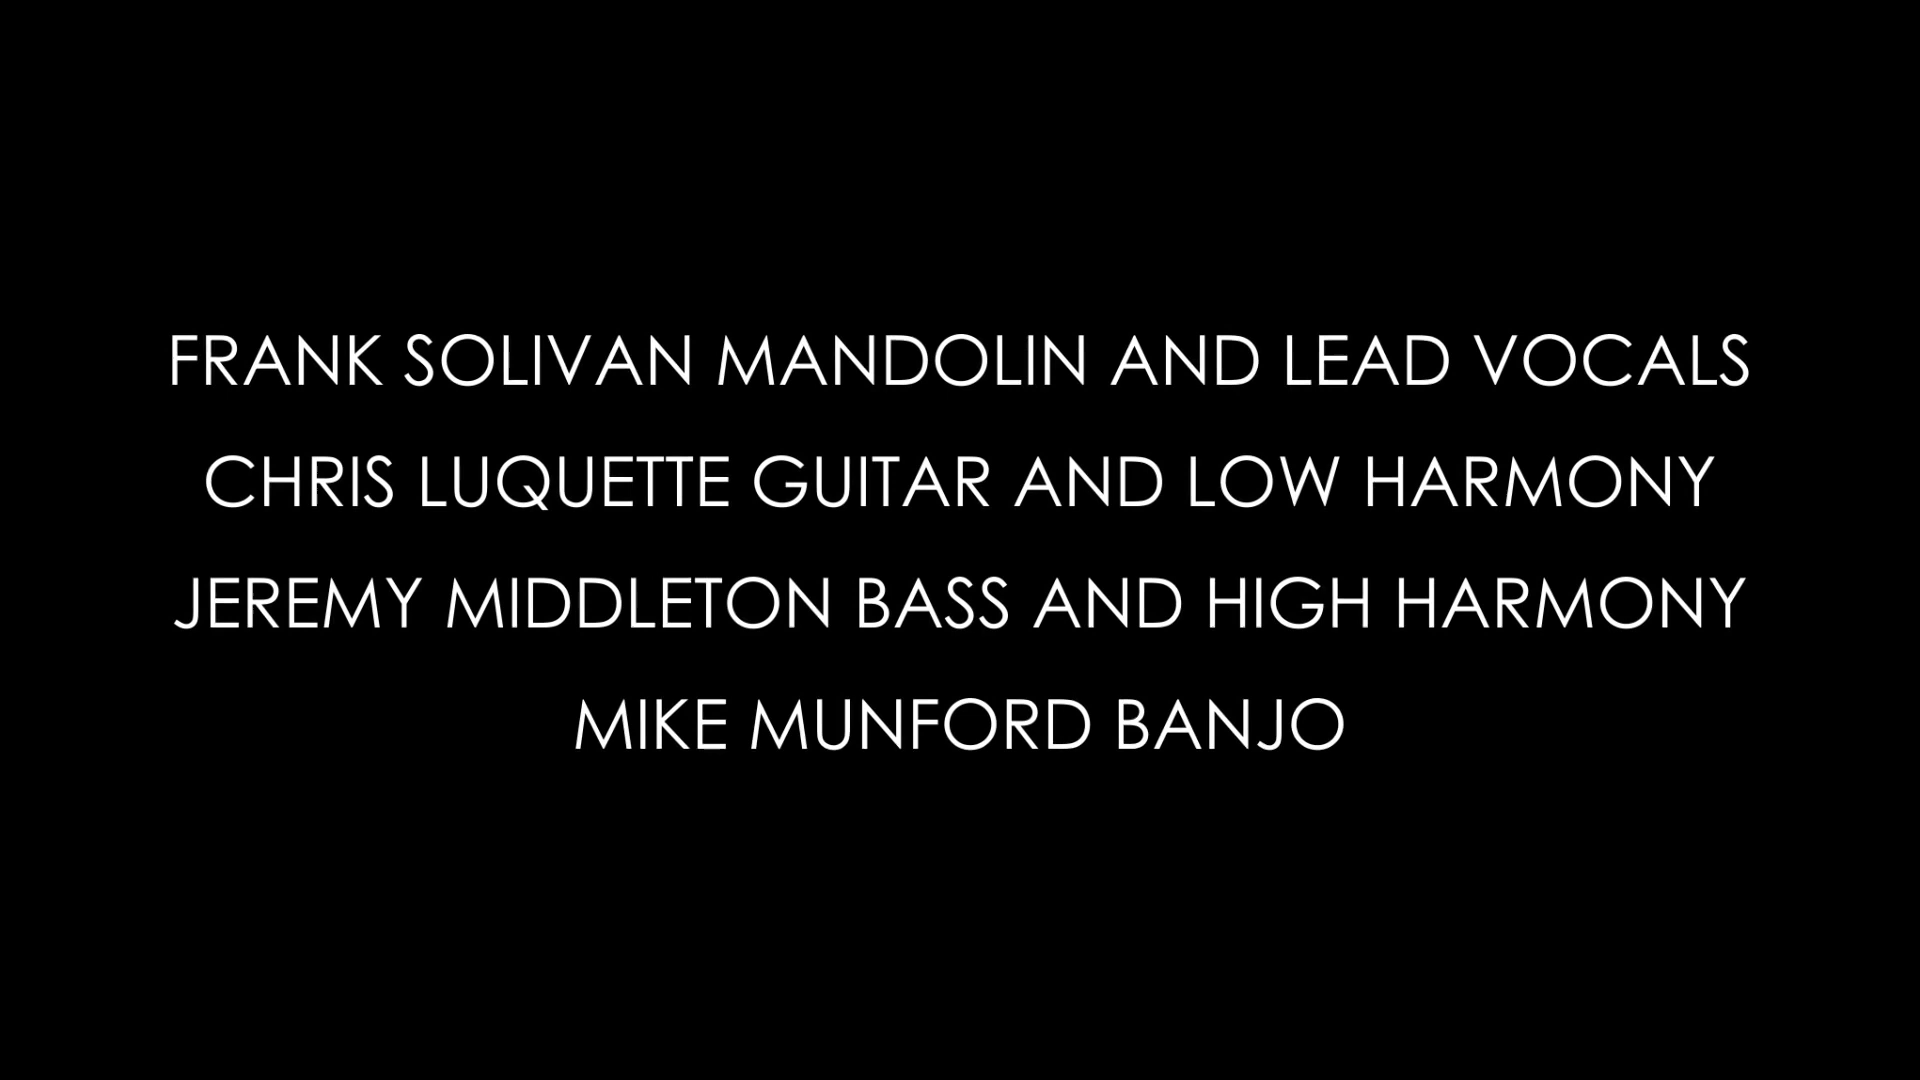 FRANK SOLIVAN MANDOLIN AND LEAD VOCALS
CHRIS LUQUETTE GUITAR AND LOW HARMONY
JEREMY MIDDLETON BASS AND HIGH HARMONY
MIKE MUNFORD BANJO